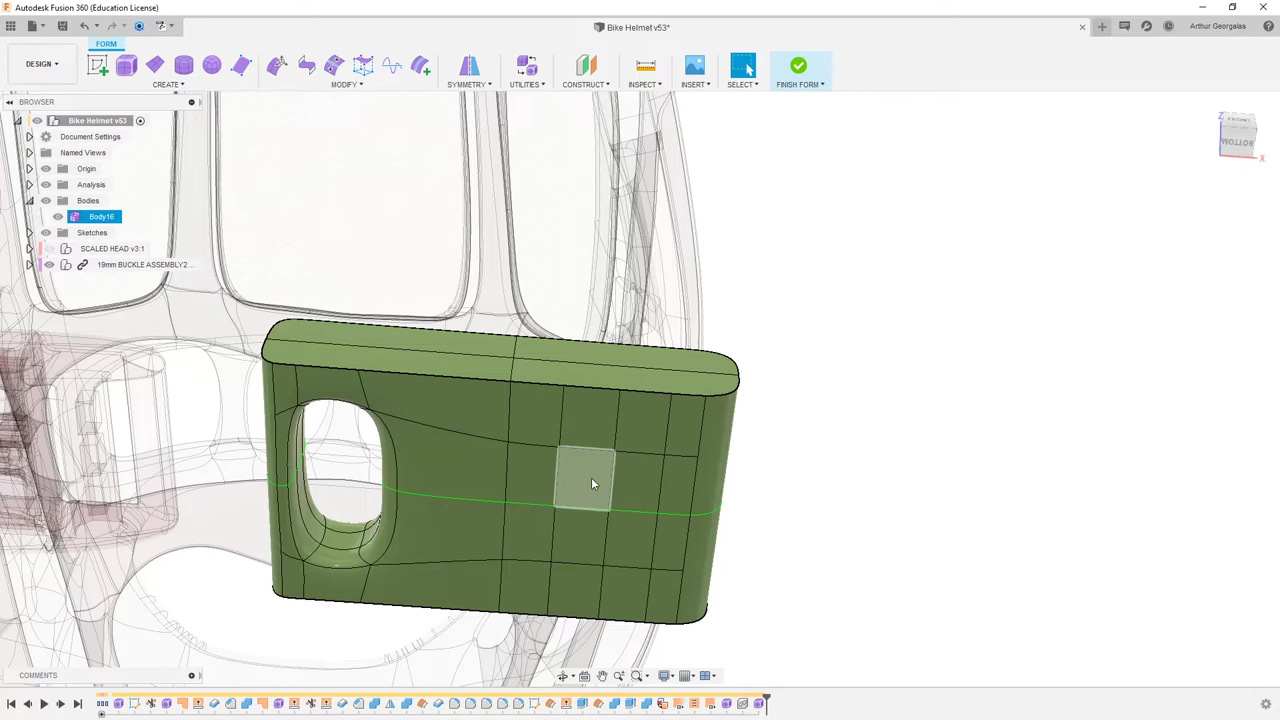 Autodesk Fusion 360 (Education License)
Bike Helmet v53*
Arthur Georgalas
FORM
DESIGN
CREATE
MODIFY
SYMMETRY
UTILITIES
CONSTRUCT
INSPECT
INSERT
SELECT
FINISH FORM
BROWSER
Bike Helmet v53
Document Settings
Named Views
Origin
Analysis
Bodies
Body16
Sketches
SCALED HEAD v3:1
19mm BUCKLE ASSEMBLY2 ...
Z
FRONT
BOTTOM
X
COMMENTS